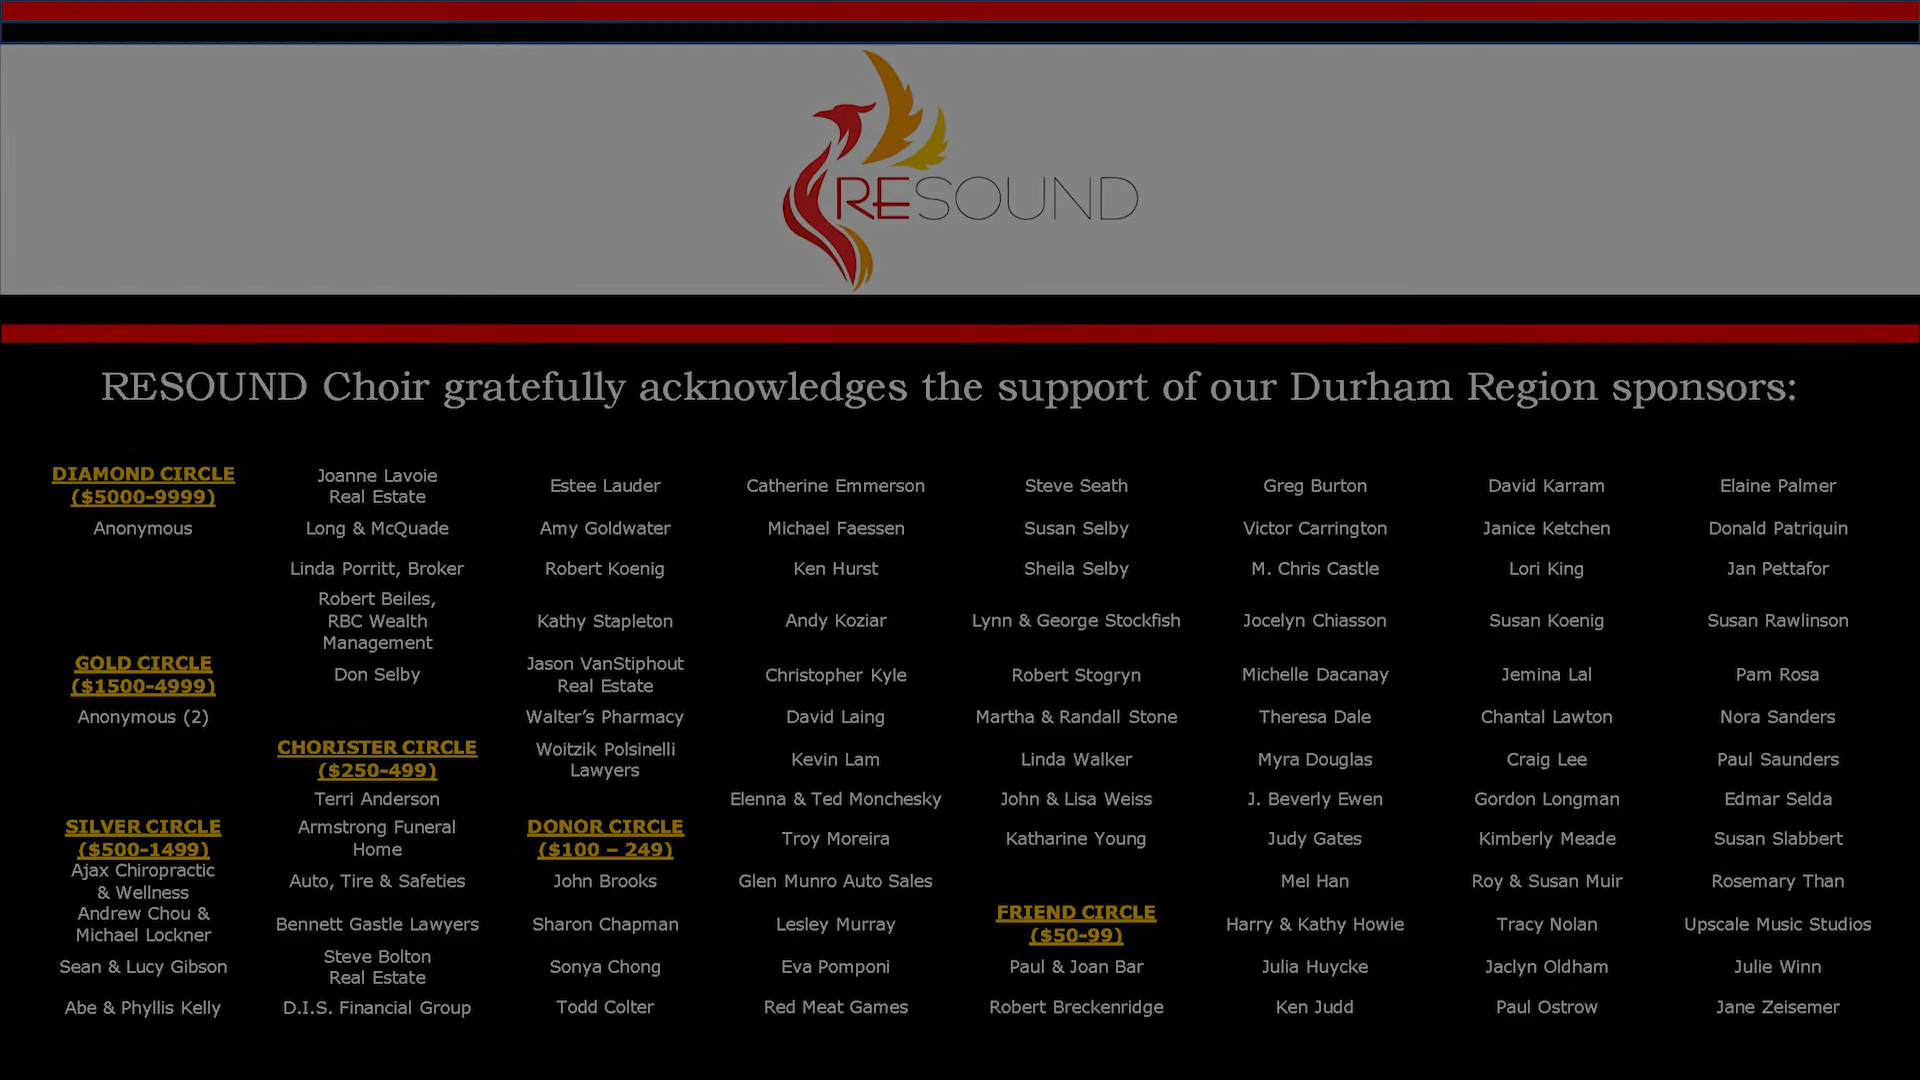 RESOUND
RESOUND Choir gratefully acknowledges the support of our Durham Region sponsors:
DIAMOND CIRCLE
($5000-9999)
Anonymous
GOLD CIRCLE
($1500-4999)
Anonymous (2)
SILVER CIRCLE
($500-1499)
Ajax Chiropractic
& Wellness
Andrew Chou &
Michael Lockner
Sean & Lucy Gibson
Abe & Phyllis Kelly
Joanne Lavoie
Real Estate
Long & McQuade
Linda Porritt, Broker
Robert Beiles,
RBC Wealth
Management
Don Selby
CHORISTER CIRCLE
($250-499)
Terri Anderson
Armstrong Funeral
Home
Auto, Tire & Safeties
Bennett Gastle Lawyers
Steve Bolton
Real Estate
D.I.S. Financial Group
Estee Lauder
Amy Goldwater
Robert Koenig
Kathy Stapleton
Jason VanStiphout
Real Estate
Walter’s Pharmacy
Woitzik Polsinelli
Lawyers
DONOR CIRCLE
($100 – 249)
John Brooks
Sharon Chapman
Sonya Chong
Todd Colter
Catherine Emmerson
Michael Faessen
Ken Hurst
Andy Koziar
Christopher Kyle
David Laing
Kevin Lam
Elenna & Ted Monchesky
Troy Moreira
Glen Munro Auto Sales
Lesley Murray
Eva Pomponi
Red Meat Games
Steve Seath
Susan Selby
Sheila Selby
Lynn & George Stockfish
Robert Stogryn
Martha & Randall Stone
Linda Walker
John & Lisa Weiss
Katharine Young
FRIEND CIRCLE
($50-99)
Paul & Joan Bar
Robert Breckenridge
Greg Burton
Victor Carrington
M. Chris Castle
Jocelyn Chiasson
Michelle Dacanay
Theresa Dale
Myra Douglas
J. Beverly Ewen
Judy Gates
Mel Han
Harry & Kathy Howie
Julia Huycke
Ken Judd
David Karram
Janice Ketchen
Lori King
Susan Koenig
Jemina Lal
Chantal Lawton
Craig Lee
Gordon Longman
Kimberly Meade
Roy & Susan Muir
Tracy Nolan
Jaclyn Oldham
Paul Ostrow
Elaine Palmer
Donald Patriquin
Jan Pettafor
Susan Rawlinson
Pam Rosa
Nora Sanders
Paul Saunders
Edmar Selda
Susan Slabbert
Rosemary Than
Upscale Music Studios
Julie Winn
Jane Zeisemer